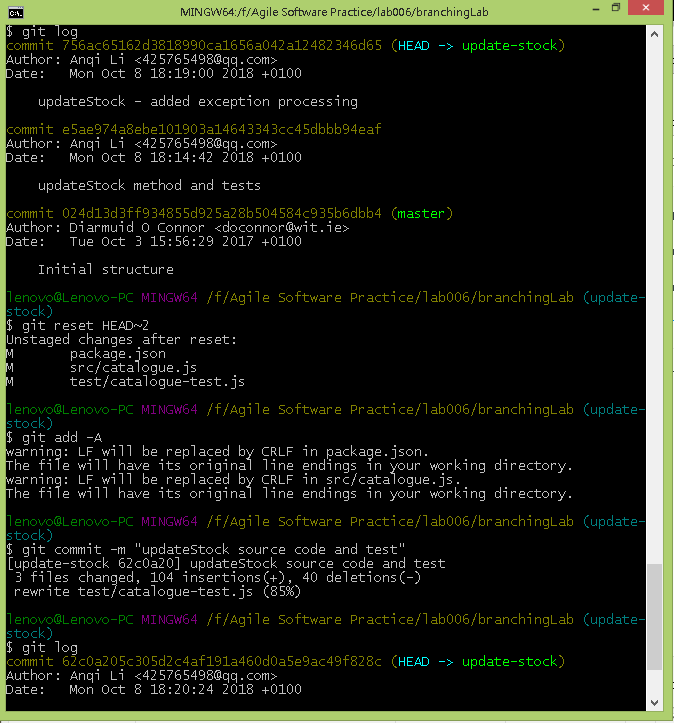 MINGW64:/f/Agile Software Practice/lab006/branchingLab
$ git log
commit 756ac65162d3818990ca1656a042a12482346d65 (HEAD -> update-stock)
Author: Anqi Li <425765498@qq.com>
Date:   Mon Oct 8 18:19:00 2018 +0100
    updateStock - added exception processing
commit e5ae974a8ebe101903a14643343cc45dbbb94eaf
Author: Anqi Li <425765498@qq.com>
Date:   Mon Oct 8 18:14:42 2018 +0100
    updateStock method and tests
commit 024d13d3ff934855d925a28b504584c935b6dbb4 (master)
Author: Diarmuid O Connor <doconnor@wit.ie>
Date:   Tue Oct 3 15:56:29 2017 +0100
    Initial structure
lenovo@Lenovo-PC MINGW64 /f/Agile Software Practice/lab006/branchingLab (update-
stock)
$ git reset HEAD~2
Unstaged changes after reset:
M       package.json
M       src/catalogue.js
M       test/catalogue-test.js
lenovo@Lenovo-PC MINGW64 /f/Agile Software Practice/lab006/branchingLab (update-
stock)
$ git add -A
warning: LF will be replaced by CRLF in package.json.
The file will have its original line endings in your working directory.
warning: LF will be replaced by CRLF in src/catalogue.js.
The file will have its original line endings in your working directory.
lenovo@Lenovo-PC MINGW64 /f/Agile Software Practice/lab006/branchingLab (update-
stock)
$ git commit -m "updateStock source code and test"
[update-stock 62c0a20] updateStock source code and test
 3 files changed, 104 insertions(+), 40 deletions(-)
 rewrite test/catalogue-test.js (85%)
lenovo@Lenovo-PC MINGW64 /f/Agile Software Practice/lab006/branchingLab (update-
stock)
$ git log
commit 62c0a205c305d2c4af191a460d0a5e9ac49f828c (HEAD -> update-stock)
Author: Anqi Li <425765498@qq.com>
Date:   Mon Oct 8 18:20:24 2018 +0100